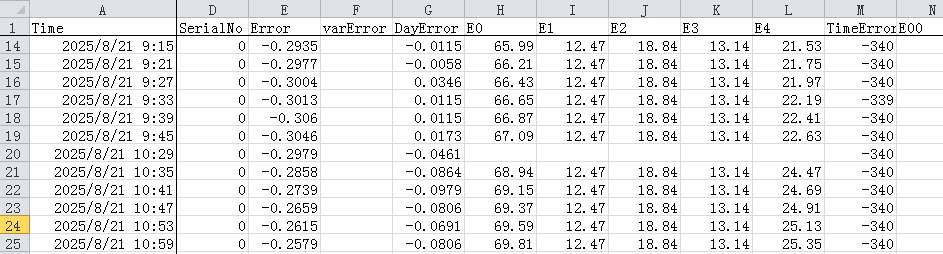 A D E F G H I J K L M N
1 Time SerialNo Error varError DayError E0 E1 E2 E3 E4 TimeError E00
14 2025/8/21 9:15 0 -0.2935 -0.0115 65.99 12.47 18.84 13.14 21.53 -340
15 2025/8/21 9:21 0 -0.2977 -0.0058 66.21 12.47 18.84 13.14 21.75 -340
16 2025/8/21 9:27 0 -0.3004 0.0346 66.43 12.47 18.84 13.14 21.97 -340
17 2025/8/21 9:33 0 -0.3013 0.0115 66.65 12.47 18.84 13.14 22.19 -339
18 2025/8/21 9:39 0 -0.306 0.0115 66.87 12.47 18.84 13.14 22.41 -340
19 2025/8/21 9:45 0 -0.3046 0.0173 67.09 12.47 18.84 13.14 22.63 -340
20 2025/8/21 10:29 0 -0.2979 -0.0461 -340
21 2025/8/21 10:35 0 -0.2858 -0.0864 68.94 12.47 18.84 13.14 24.47 -340
22 2025/8/21 10:41 0 -0.2739 -0.0979 69.15 12.47 18.84 13.14 24.69 -340
23 2025/8/21 10:47 0 -0.2659 -0.0806 69.37 12.47 18.84 13.14 24.91 -340
24 2025/8/21 10:53 0 -0.2615 -0.0691 69.59 12.47 18.84 13.14 25.13 -340
25 2025/8/21 10:59 0 -0.2579 -0.0806 69.81 12.47 18.84 13.14 25.35 -340